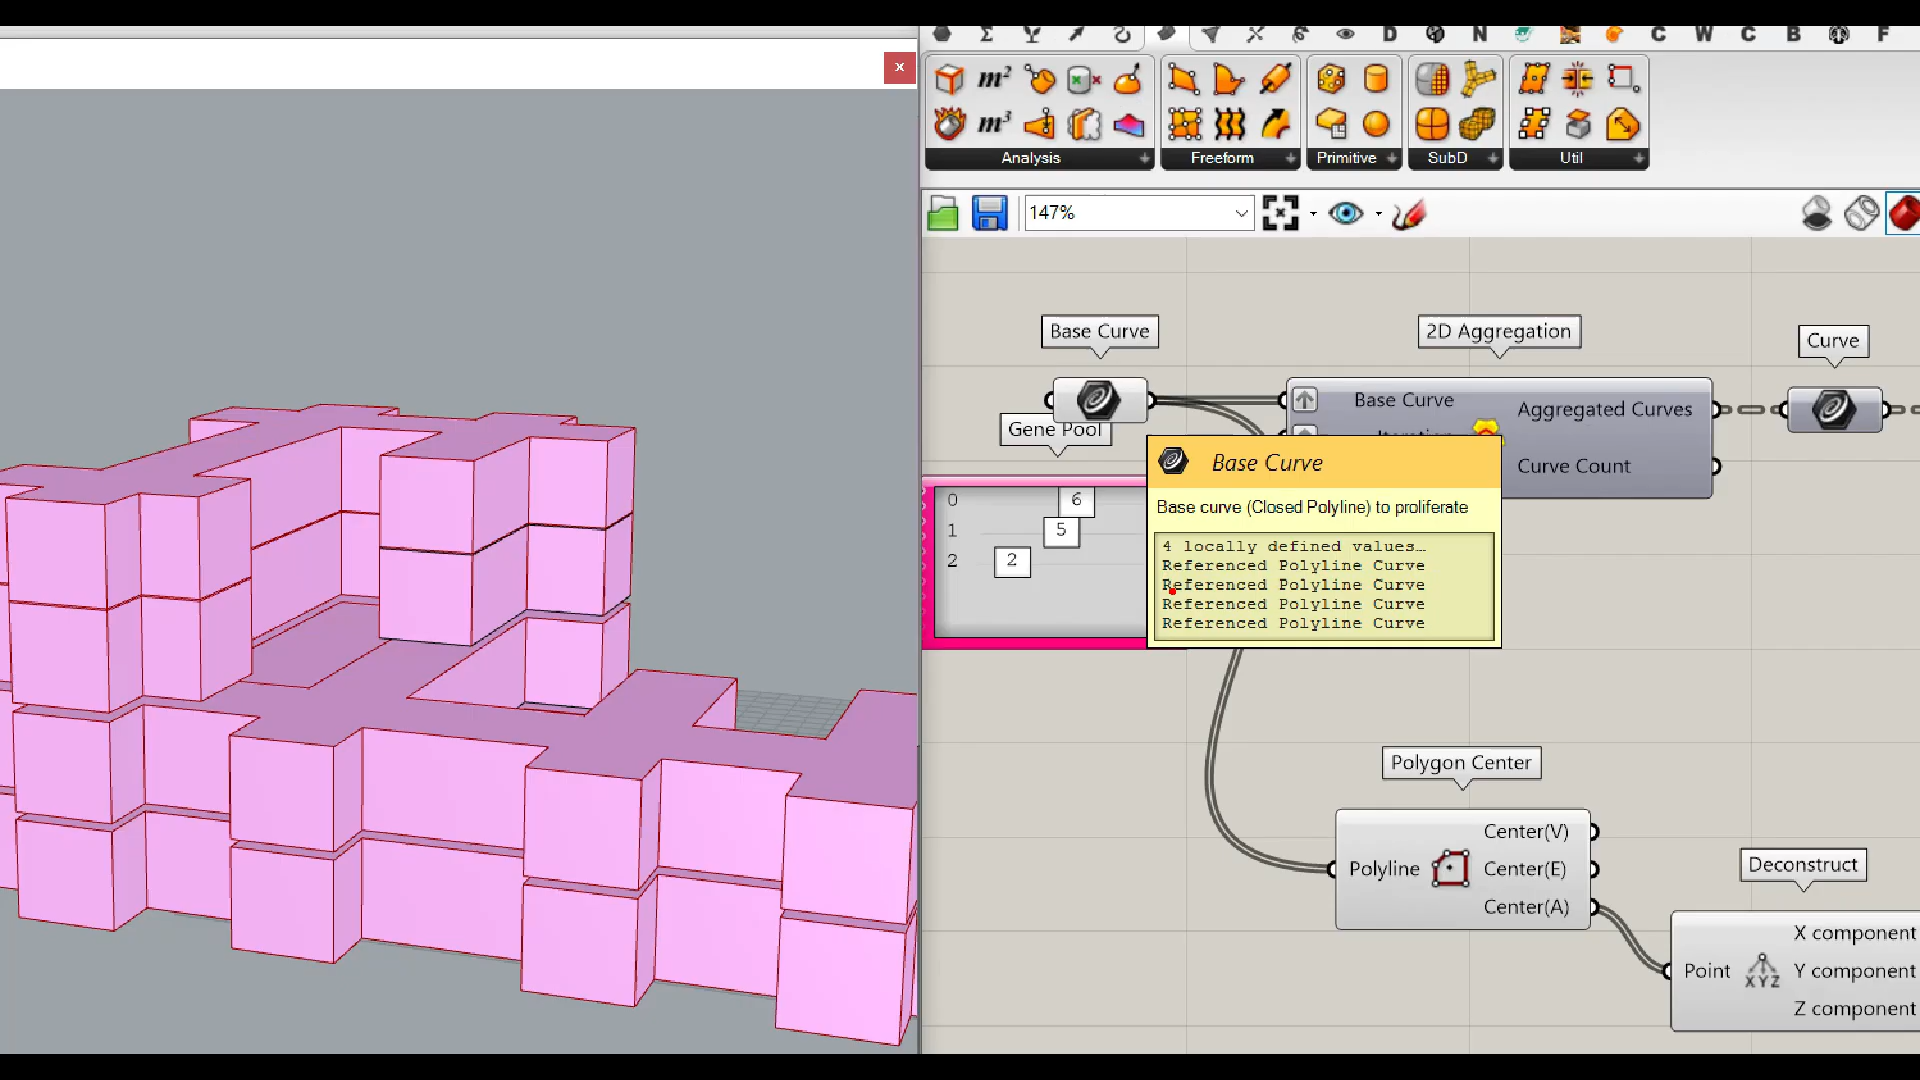 D N C W C B F
m²
m³
Analysis
Freeform
Primitive
SubD
Util
147%
Base Curve
2D Aggregation
Curve
Base Curve
Aggregated Curves
Curve Count
Gene Pool
0 6
1 5
2 2
Base Curve
Base curve (Closed Polyline) to proliferate
4 locally defined values…
Referenced Polyline Curve
Referenced Polyline Curve
Referenced Polyline Curve
Referenced Polyline Curve
Polygon Center
Polyline
Center(V)
Center(E)
Center(A)
Deconstruct
Point
XYZ
X component
Y component
Z component